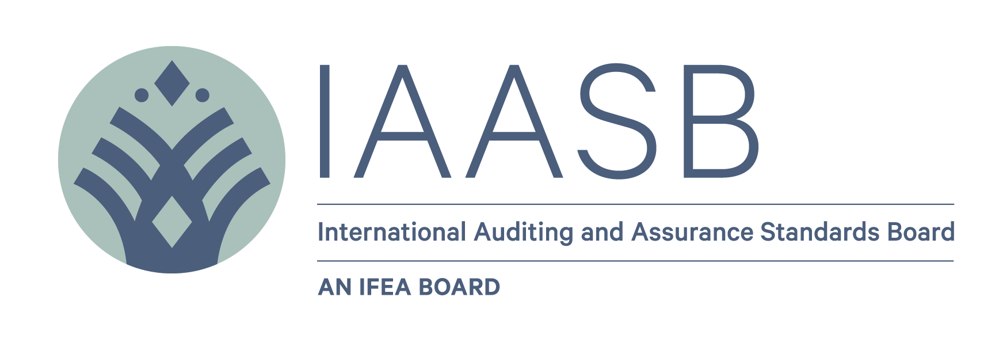 IAASB
International Auditing and Assurance Standards Board
AN IFEA BOARD